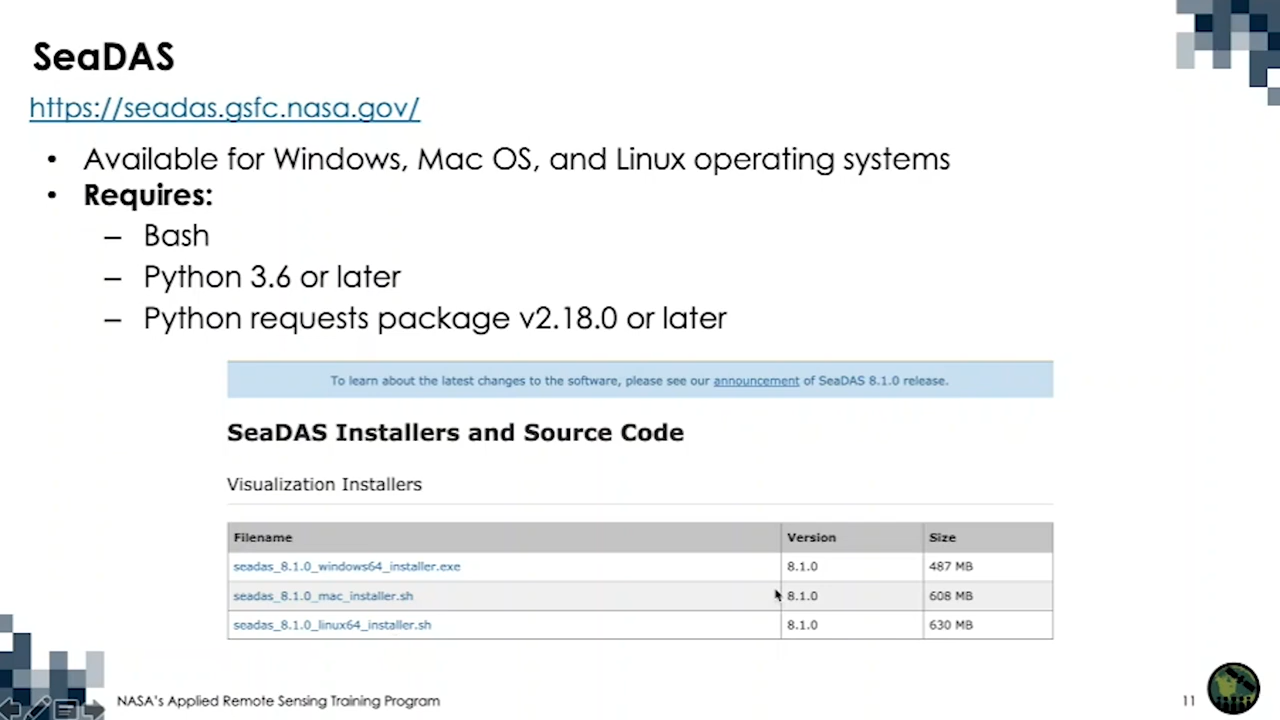 SeaDAS
https://seadas.gsfc.nasa.gov/
• Available for Windows, Mac OS, and Linux operating systems
• Requires:
– Bash
– Python 3.6 or later
– Python requests package v2.18.0 or later
To learn about the latest changes to the software, please see our announcement of SeaDAS 8.1.0 release.
SeaDAS Installers and Source Code
Visualization Installers
Filename Version Size
seadas_8.1.0_windows64_installer.exe 8.1.0 487 MB
seadas_8.1.0_mac_installer.sh 8.1.0 608 MB
seadas_8.1.0_linux64_installer.sh 8.1.0 630 MB
NASA's Applied Remote Sensing Training Program 11